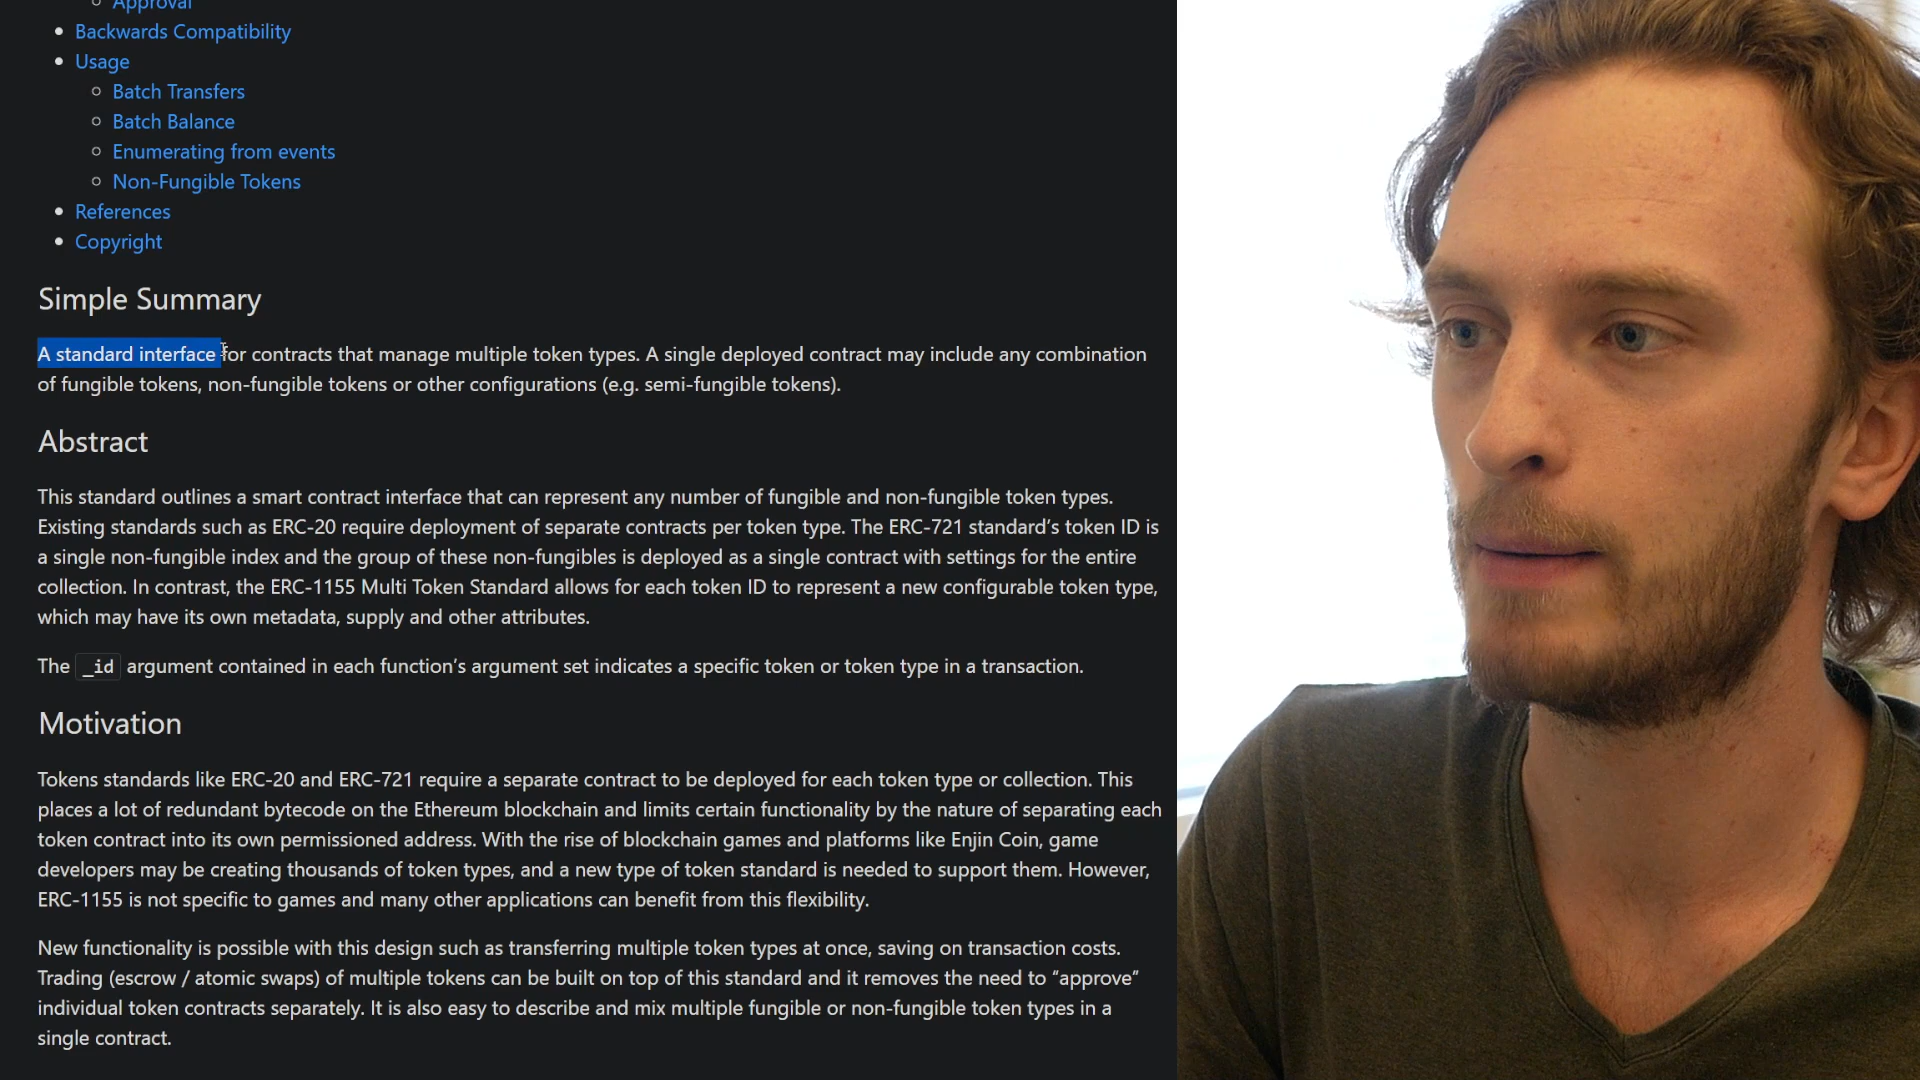 Approval
Backwards Compatibility
Usage
Batch Transfers
Batch Balance
Enumerating from events
Non-Fungible Tokens
References
Copyright
Simple Summary
A standard interface for contracts that manage multiple token types. A single deployed contract may include any combination
of fungible tokens, non-fungible tokens or other configurations (e.g. semi-fungible tokens).
Abstract
This standard outlines a smart contract interface that can represent any number of fungible and non-fungible token types.
Existing standards such as ERC-20 require deployment of separate contracts per token type. The ERC-721 standard’s token ID is
a single non-fungible index and the group of these non-fungibles is deployed as a single contract with settings for the entire
collection. In contrast, the ERC-1155 Multi Token Standard allows for each token ID to represent a new configurable token type,
which may have its own metadata, supply and other attributes.
The _id argument contained in each function’s argument set indicates a specific token or token type in a transaction.
Motivation
Tokens standards like ERC-20 and ERC-721 require a separate contract to be deployed for each token type or collection. This
places a lot of redundant bytecode on the Ethereum blockchain and limits certain functionality by the nature of separating each
token contract into its own permissioned address. With the rise of blockchain games and platforms like Enjin Coin, game
developers may be creating thousands of token types, and a new type of token standard is needed to support them. However,
ERC-1155 is not specific to games and many other applications can benefit from this flexibility.
New functionality is possible with this design such as transferring multiple token types at once, saving on transaction costs.
Trading (escrow / atomic swaps) of multiple tokens can be built on top of this standard and it removes the need to “approve”
individual token contracts separately. It is also easy to describe and mix multiple fungible or non-fungible token types in a
single contract.